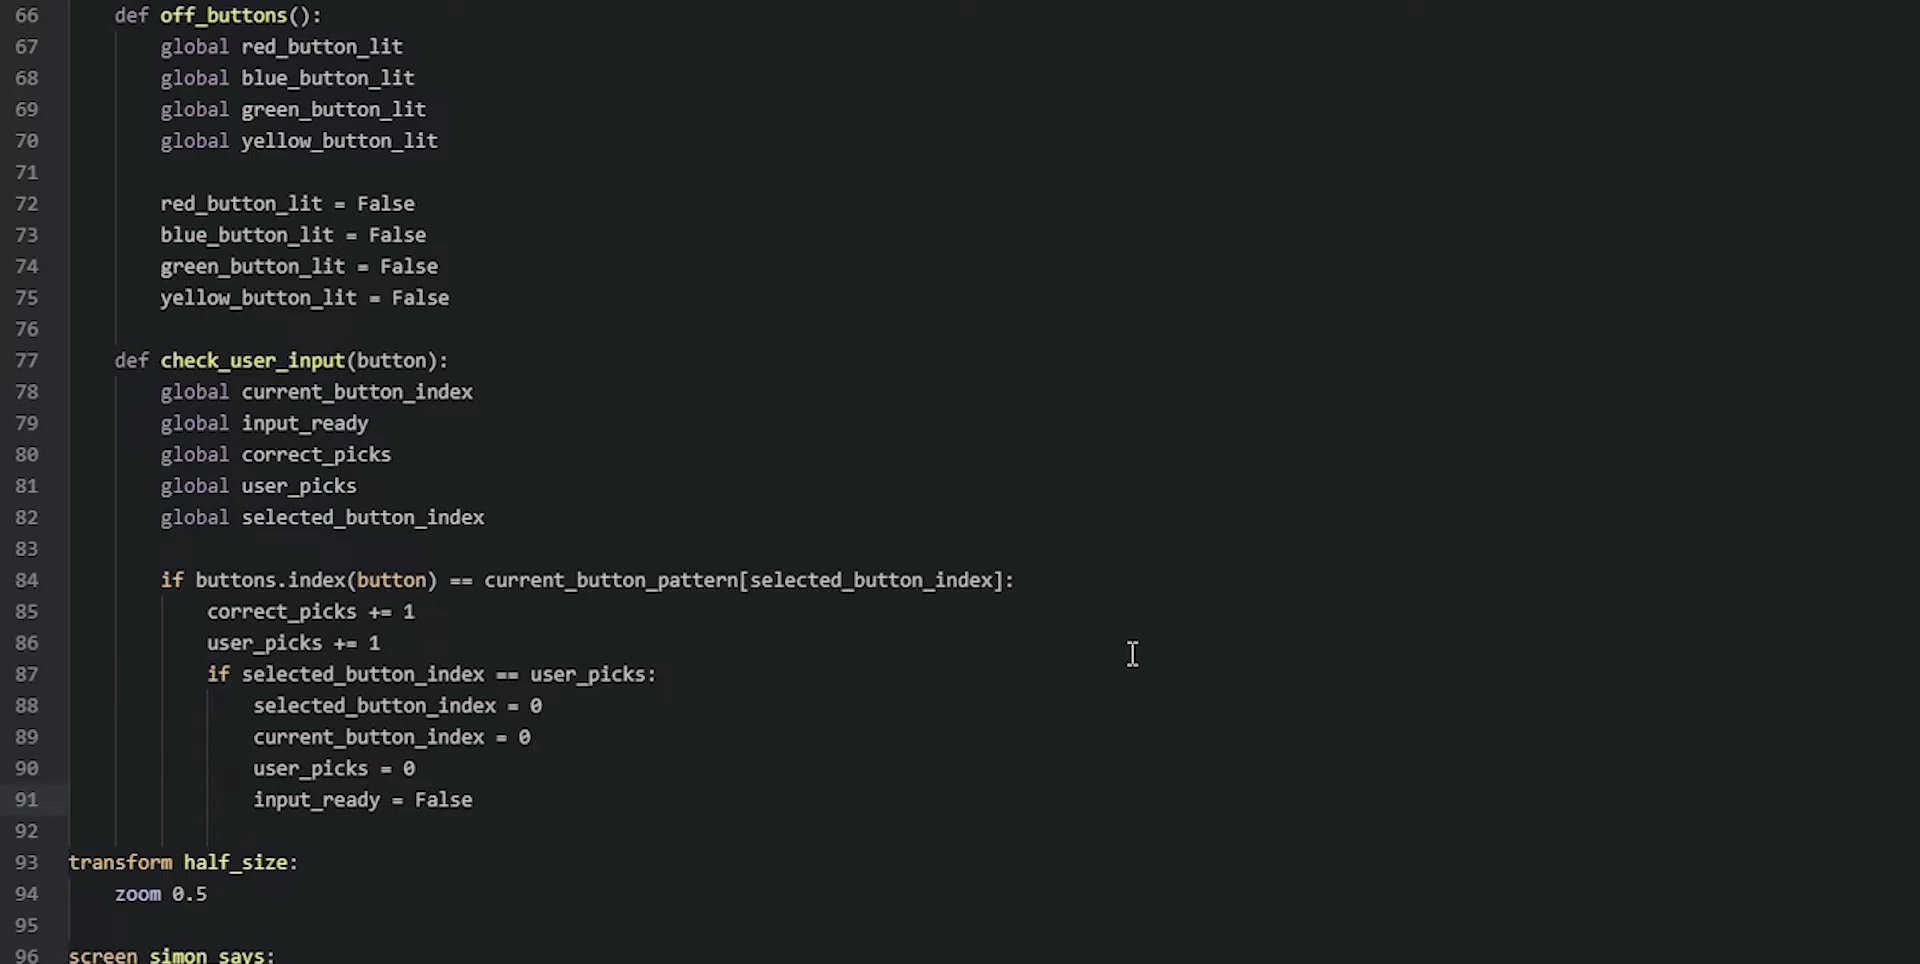 66 def off_buttons():
67 global red_button_lit
68 global blue_button_lit
69 global green_button_lit
70 global yellow_button_lit
71
72 red_button_lit = False
73 blue_button_lit = False
74 green_button_lit = False
75 yellow_button_lit = False
76
77 def check_user_input(button):
78 global current_button_index
79 global input_ready
80 global correct_picks
81 global user_picks
82 global selected_button_index
83
84 if buttons.index(button) == current_button_pattern[selected_button_index]:
85 correct_picks += 1
86 user_picks += 1
87 if selected_button_index == user_picks:
88 selected_button_index = 0
89 current_button_index = 0
90 user_picks = 0
91 input_ready = False
92
93 transform half_size:
94 zoom 0.5
95
96 screen simon_says: